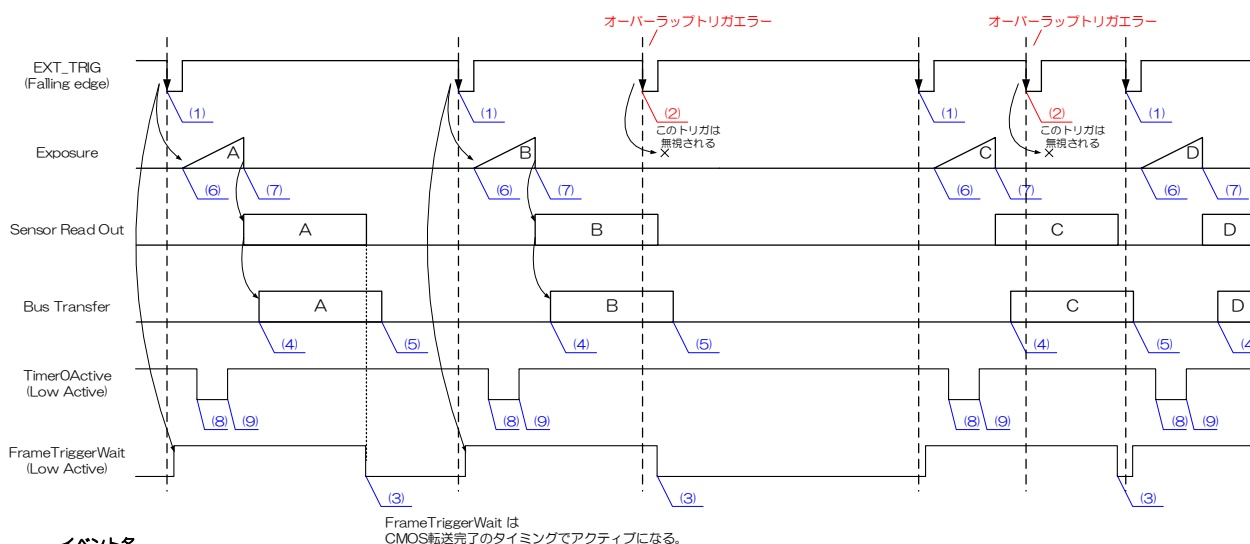 オーバーラップトリガエラー
オーバーラップトリガエラー
EXT_TRIG
(Falling edge)
(1)
(1)
(2)
このトリガは
無視される
×
(1)
(2)
このトリガは
無視される
×
(1)
Exposure
A
B
C
D
(6)
(7)
(6)
(7)
(6)
(7)
(6)
(7)
Sensor Read Out
A
B
C
D
Bus Transfer
A
B
C
D
(4)
(5)
(4)
(5)
(4)
(5)
(4
Timer0Active
(Low Active)
(8)
(9)
(8)
(9)
(8)
(9)
(8)
(9)
FrameTriggerWait
(Low Active)
(3)
(3)
(3)
FrameTriggerWait は
CMOS転送完了のタイミングでアクティブになる。
イベント名